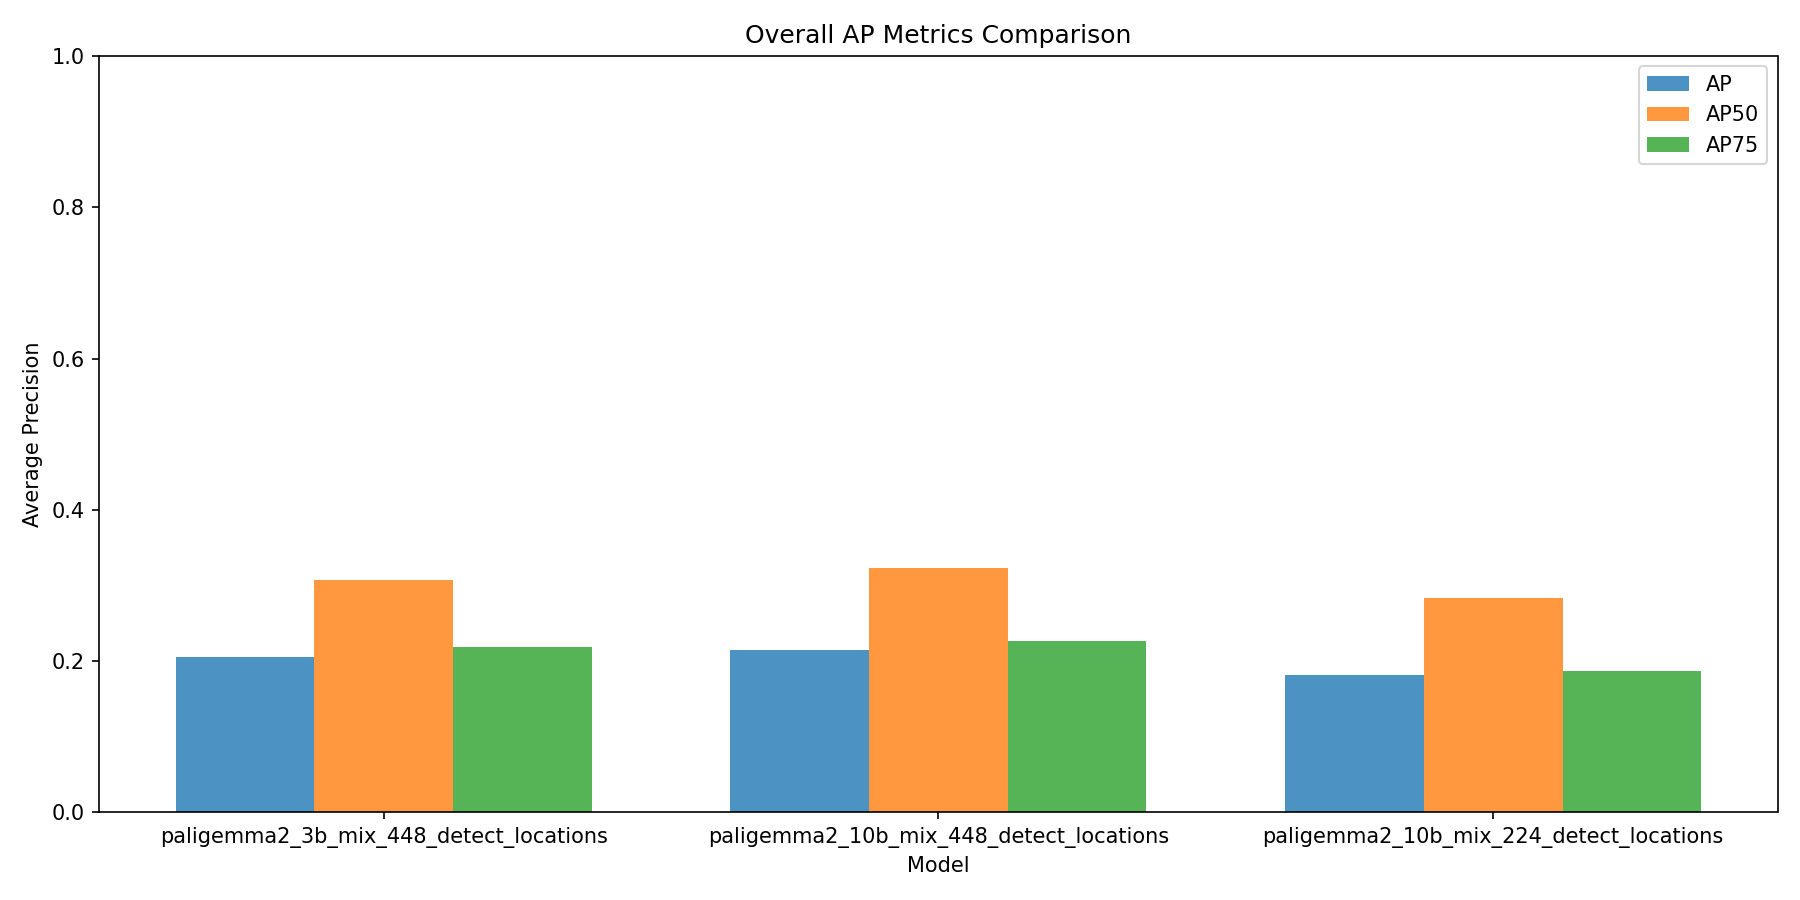 Overall AP Metrics Comparison
1.0
0.8
0.6
0.4
0.2
0.0
Average Precision
AP
AP50
AP75
paligemma2_3b_mix_448_detect_locations
paligemma2_10b_mix_448_detect_locations
paligemma2_10b_mix_224_detect_locations
Model